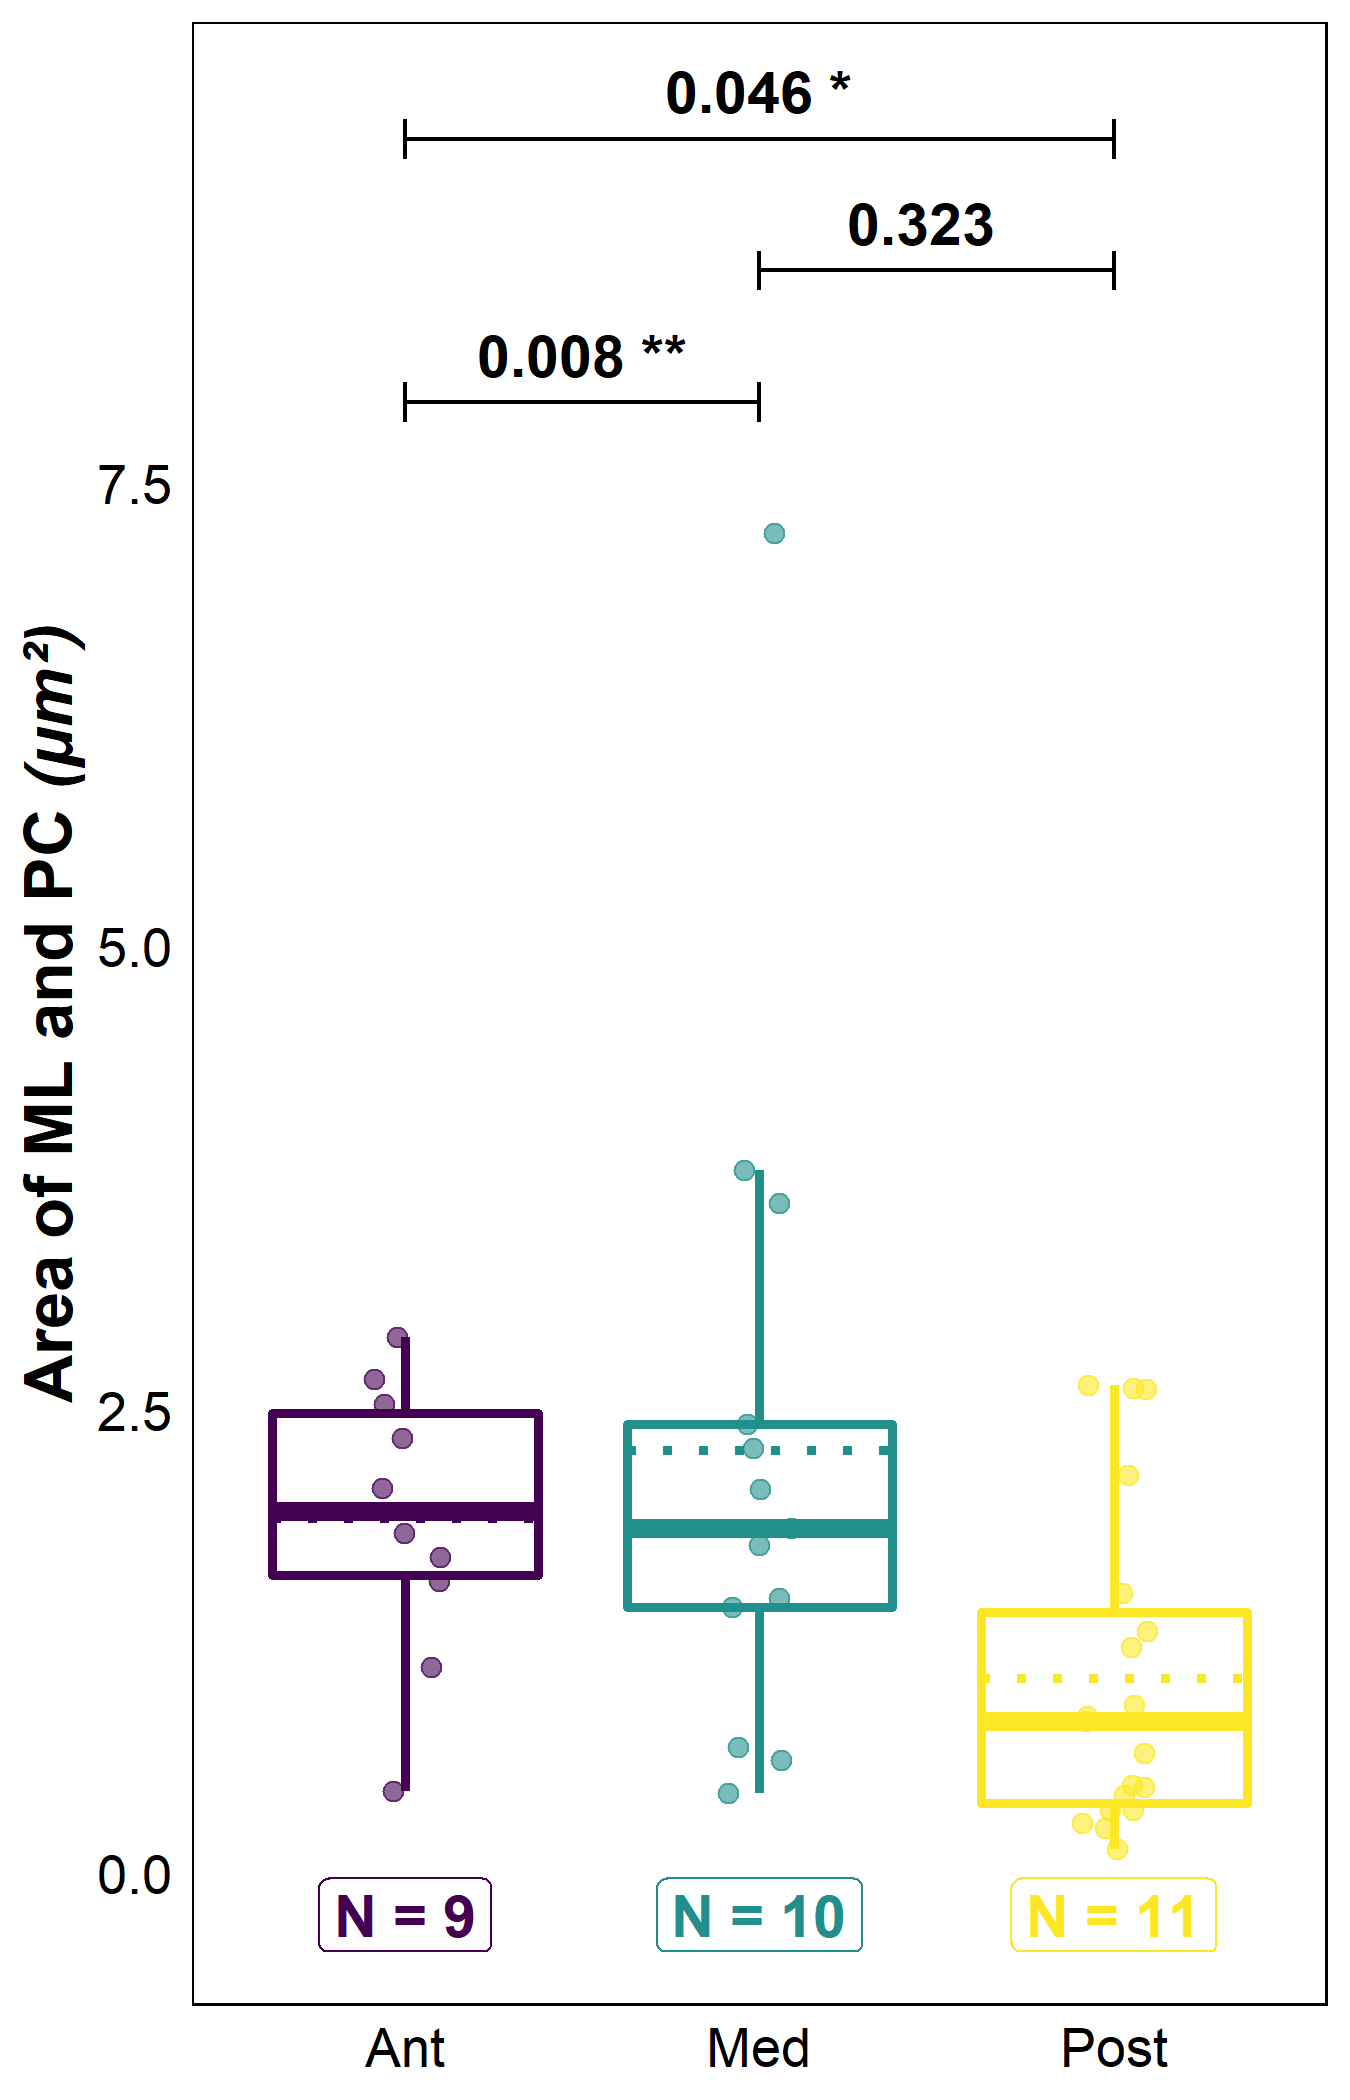 0.046 *
0.323
0.008 **
Area of ML and PC (μm²)
7.5
5.0
2.5
0.0
N = 9
N = 10
N = 11
Ant
Med
Post